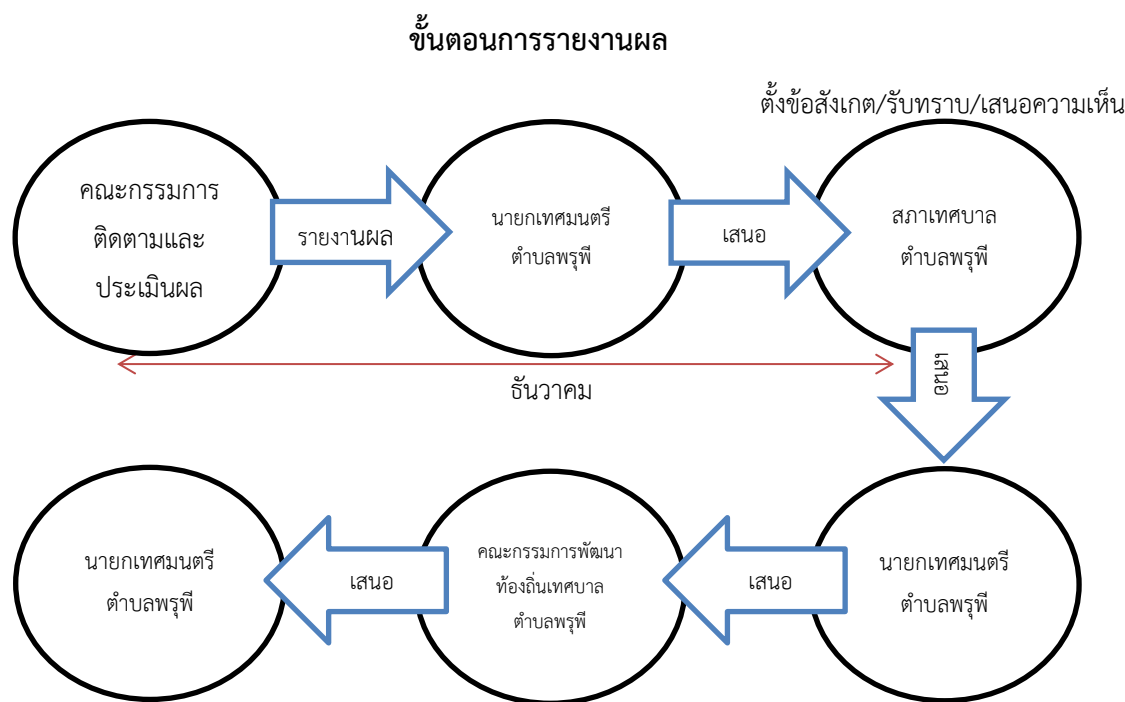 ขั้นตอนการรายงานผล
ตั้งข้อสังเกต/รับทราบ/เสนอความเห็น
คณะกรรมการ
ติดตามและ
ประเมินผล
รายงานผล
นายกเทศมนตรี
ตำบลพรุพี
เสนอ
สภาเทศบาล
ตำบลพรุพี
ธันวาคม
เสนอ
นายกเทศมนตรี
ตำบลพรุพี
เสนอ
คณะกรรมการพัฒนา
ท้องถิ่นเทศบาล
ตำบลพรุพี
เสนอ
นายกเทศมนตรี
ตำบลพรุพี